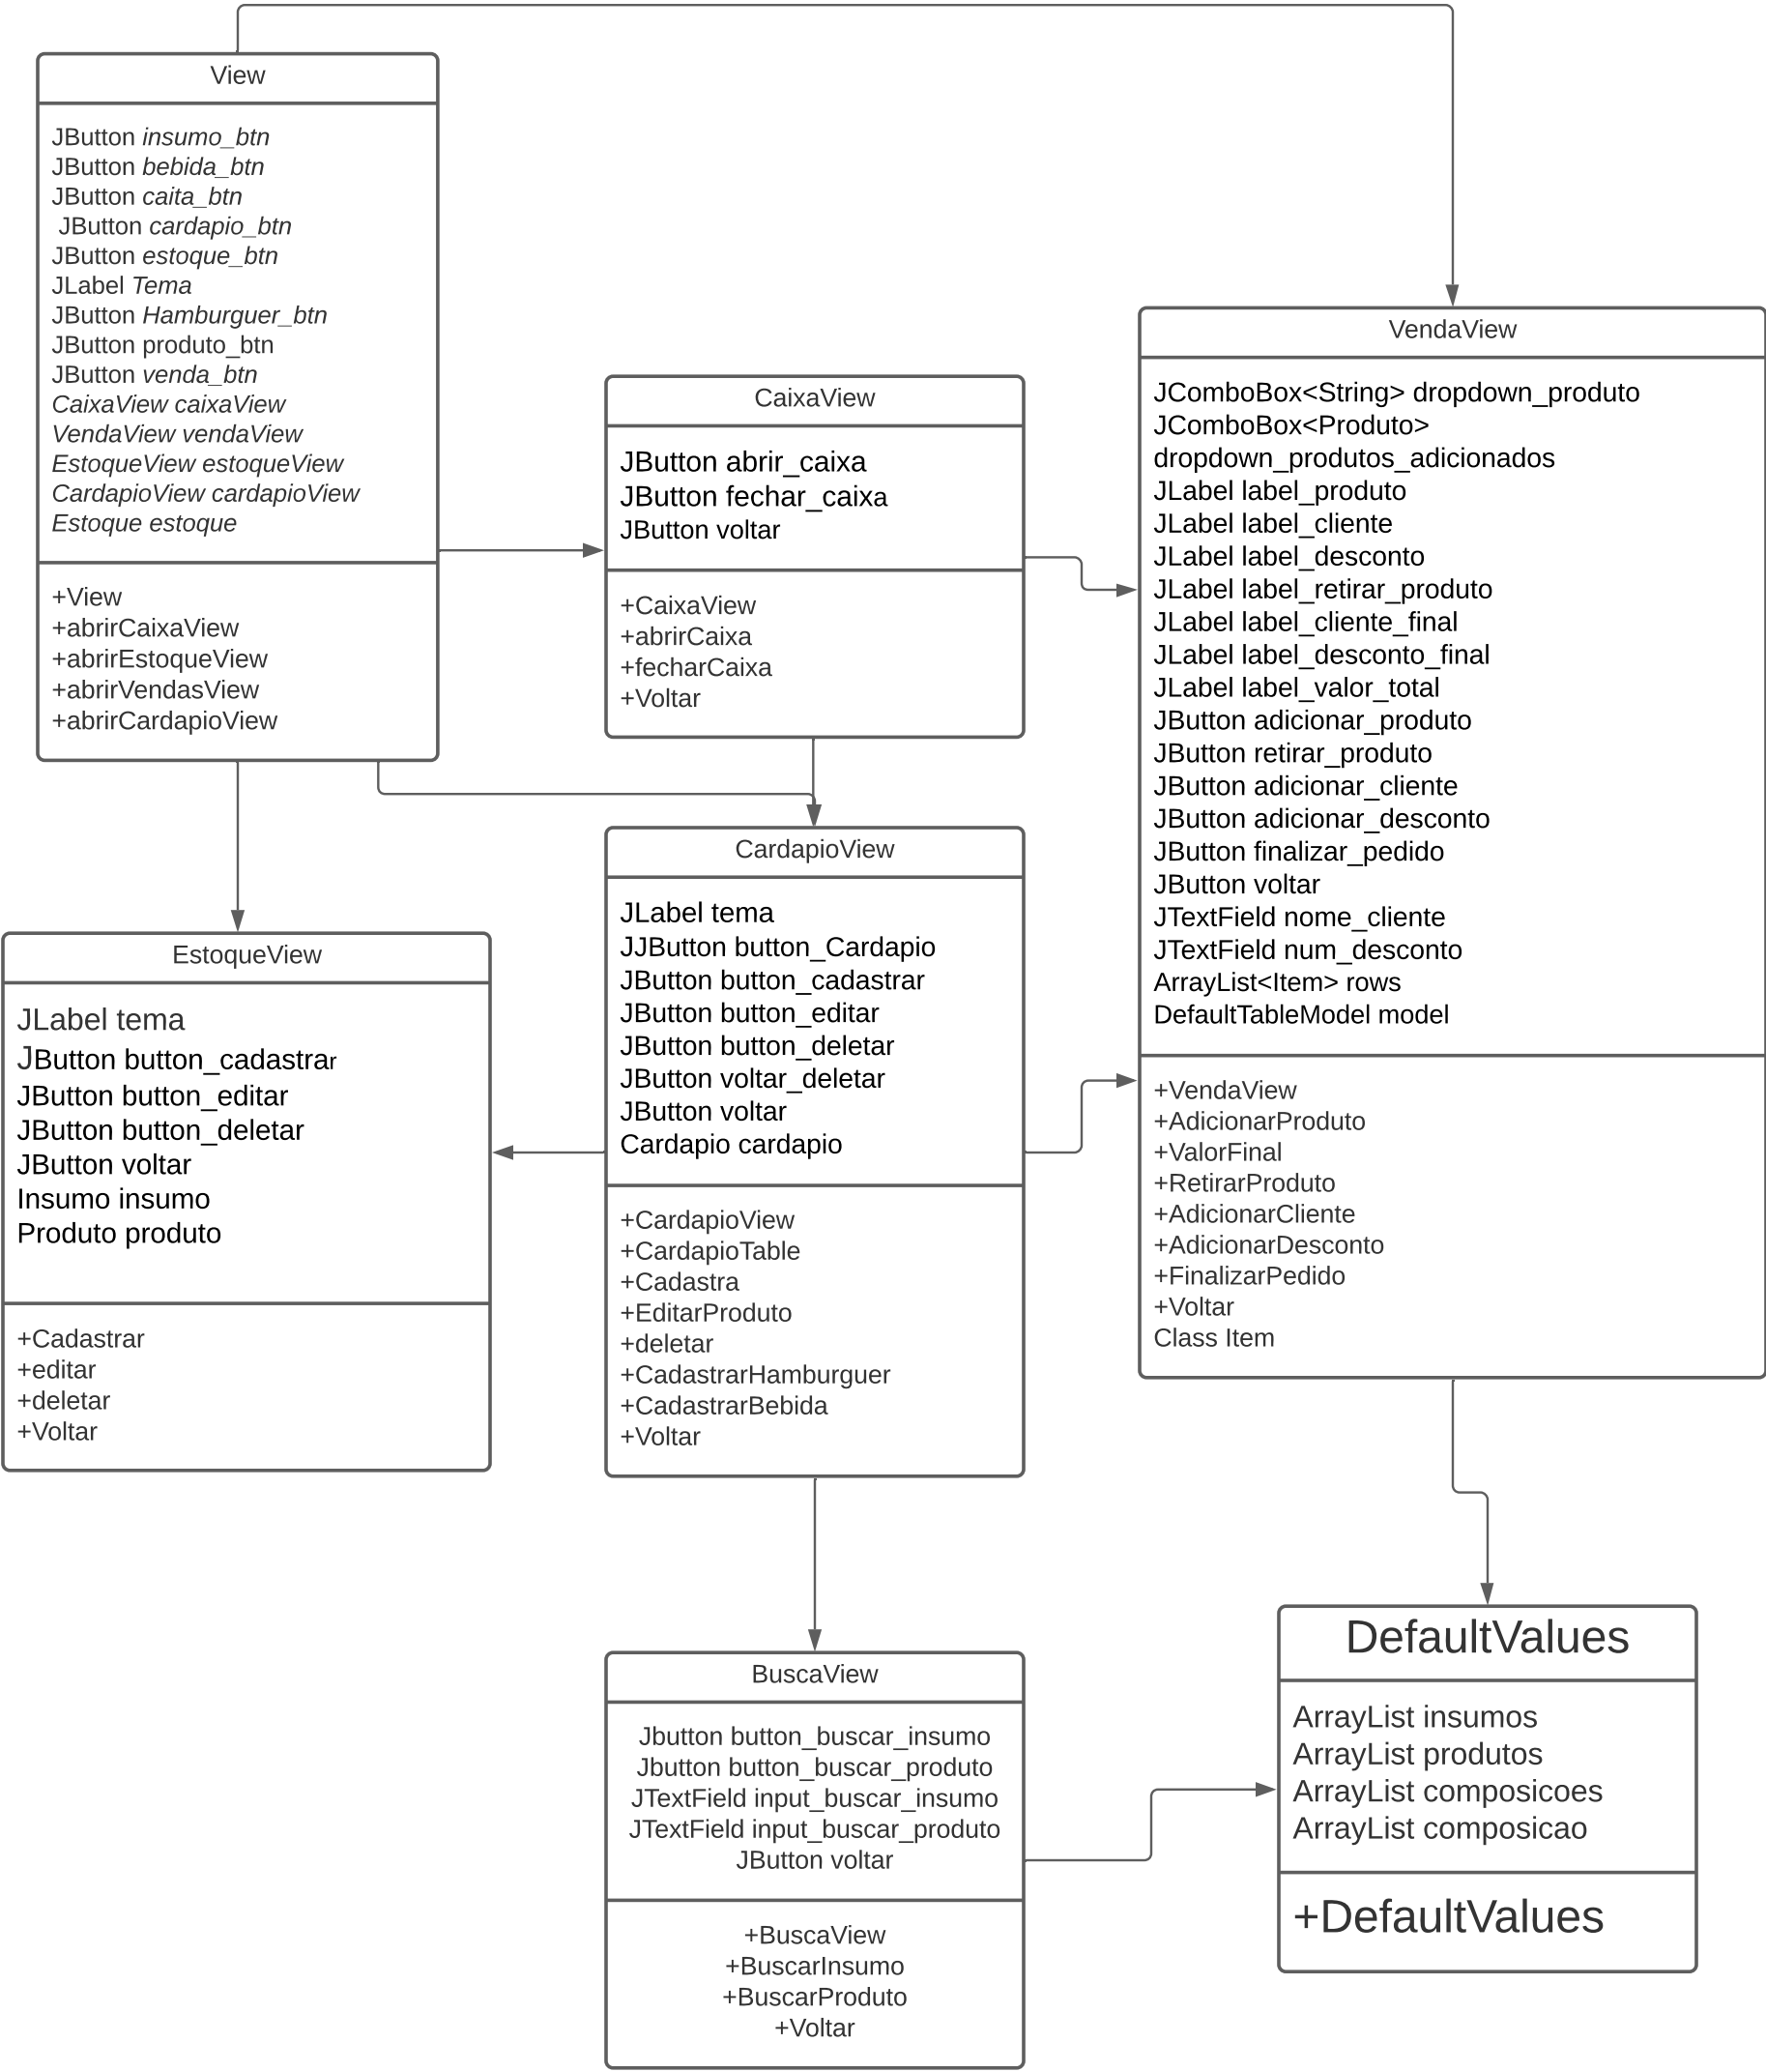 View
JButton insumo_btn
JButton bebida_btn
JButton caita_btn
JButton cardapio_btn
JButton estoque_btn
JLabel Tema
JButton Hamburguer_btn
JButton produto_btn
JButton venda_btn
CaixaView caixaView
VendaView vendaView
EstoqueView estoqueView
CardapioView cardapioView
Estoque estoque
+View
+abrirCaixaView
+abrirEstoqueView
+abrirVendasView
+abrirCardapioView
CaixaView
JButton abrir_caixa
JButton fechar_caixa
JButton voltar
+CaixaView
+abrirCaixa
+fecharCaixa
+Voltar
VendaView
JComboBox<String> dropdown_produto
JComboBox<Produto>
dropdown_produtos_adicionados
JLabel label_produto
JLabel label_cliente
JLabel label_desconto
JLabel label_retirar_produto
JLabel label_cliente_final
JLabel label_desconto_final
JLabel label_valor_total
JButton adicionar_produto
JButton retirar_produto
JButton adicionar_cliente
JButton adicionar_desconto
JButton finalizar_pedido
JButton voltar
JTextField nome_cliente
JTextField num_desconto
ArrayList<Item> rows
DefaultTableModel model
+VendaView
+AdicionarProduto
+ValorFinal
+RetirarProduto
+AdicionarCliente
+AdicionarDesconto
+FinalizarPedido
+Voltar
Class Item
EstoqueView
JLabel tema
JButton button_cadastrar
JButton button_editar
JButton button_deletar
JButton voltar
Insumo insumo
Produto produto
+Cadastrar
+editar
+deletar
+Voltar
CardapioView
JLabel tema
JJButton button_Cardapio
JButton button_cadastrar
JButton button_editar
JButton button_deletar
JButton voltar_deletar
JButton voltar
Cardapio cardapio
+CardapioView
+CardapioTable
+Cadastra
+EditarProduto
+deletar
+CadastrarHamburguer
+CadastrarBebida
+Voltar
BuscaView
Jbutton button_buscar_insumo
Jbutton button_buscar_produto
JTextField input_buscar_insumo
JTextField input_buscar_produto
JButton voltar
+BuscaView
+BuscarInsumo
+BuscarProduto
+Voltar
DefaultValues
ArrayList insumos
ArrayList produtos
ArrayList composicoes
ArrayList composicao
+DefaultValues